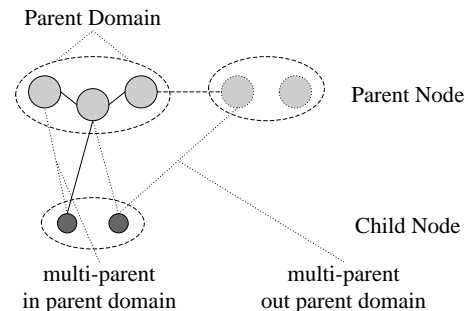 Parent Domain
Parent Node
Child Node
multi-parent
in parent domain
multi-parent
out parent domain